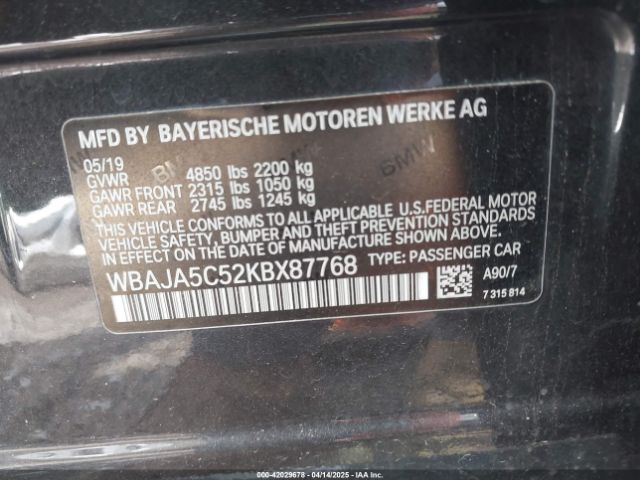 MFD BY BAYERISCHE MOTOREN WERKE AG
05/19
GVWR 4850 lbs 2200 kg
GAWR FRONT 2315 lbs 1050 kg
GAWR REAR 2745 lbs 1245 kg
THIS VEHICLE CONFORMS TO ALL APPLICABLE U.S.FEDERAL MOTOR
VEHICLE SAFETY, BUMPER AND THEFT PREVENTION STANDARDS
IN EFFECT ON THE DATE OF MANUFACTURE SHOWN ABOVE.
WBAJA5C52KBX87768 TYPE: PASSENGER CAR
A90/7
7 315 814
BMW
BMW
000-42029678 - 04/14/2025 - IAAI, Inc.